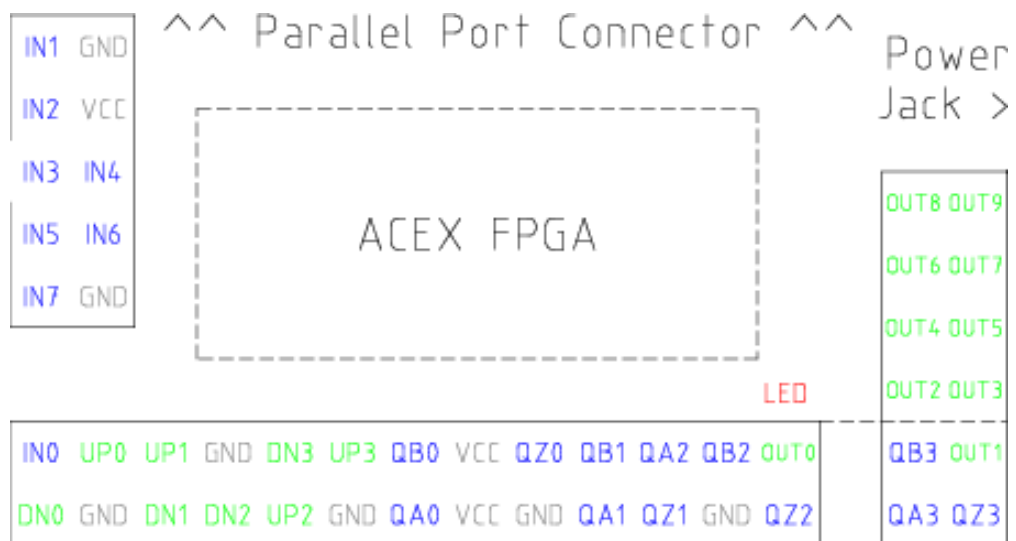 ^^ Parallel Port Connector ^^
Power
Jack >
IN1 GND
IN2 VCC
IN3 IN4
IN5 IN6
IN7 GND
ACEX FPGA
OUT8 OUT9
OUT6 OUT7
OUT4 OUT5
OUT2 OUT3
LED
IN0 UP0 UP1 GND DN3 UP3 QB0 VCC QZ0 QB1 QA2 QB2 OUT0
DN0 GND DN1 DN2 UP2 GND QA0 VCC GND QA1 QZ1 GND QZ2
QB3 OUT1
QA3 QZ3